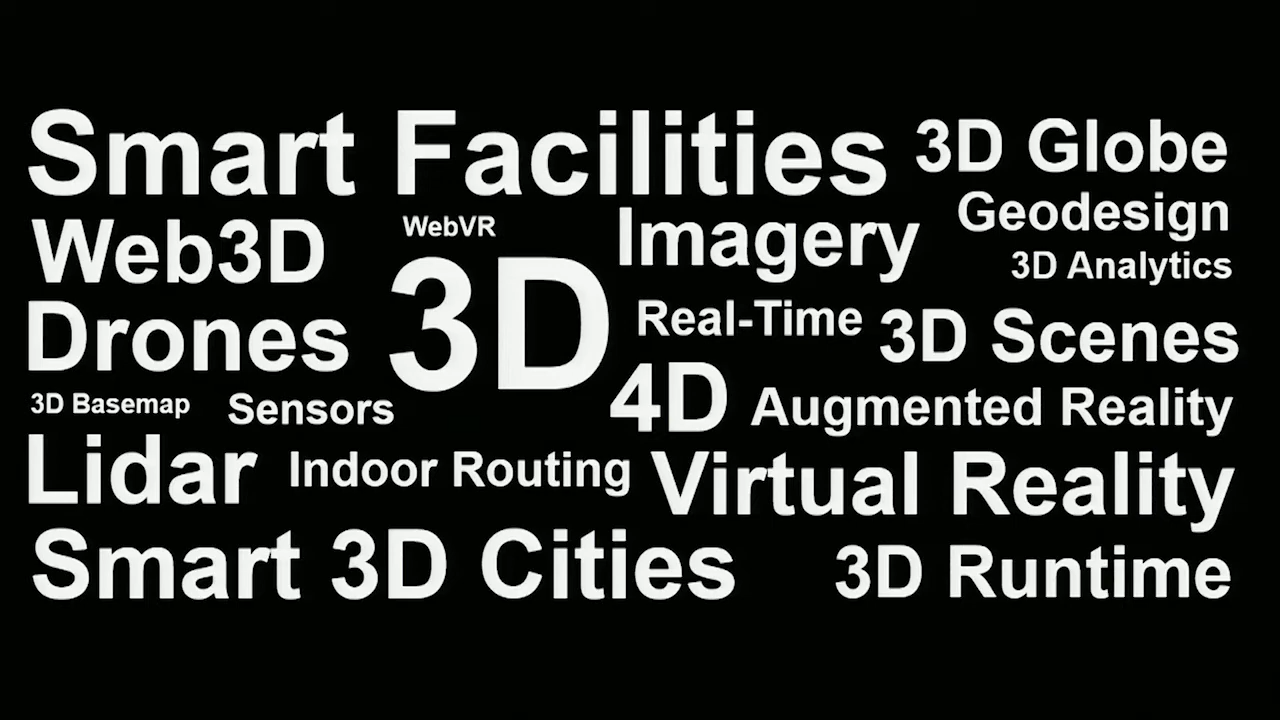 Smart Facilities
3D Globe
Geodesign
Web3D
WebVR
Imagery
3D Analytics
3D
Drones
Real-Time
3D Scenes
3D Basemap
Sensors
4D
Augmented Reality
Lidar
Indoor Routing
Virtual Reality
Smart 3D Cities
3D Runtime